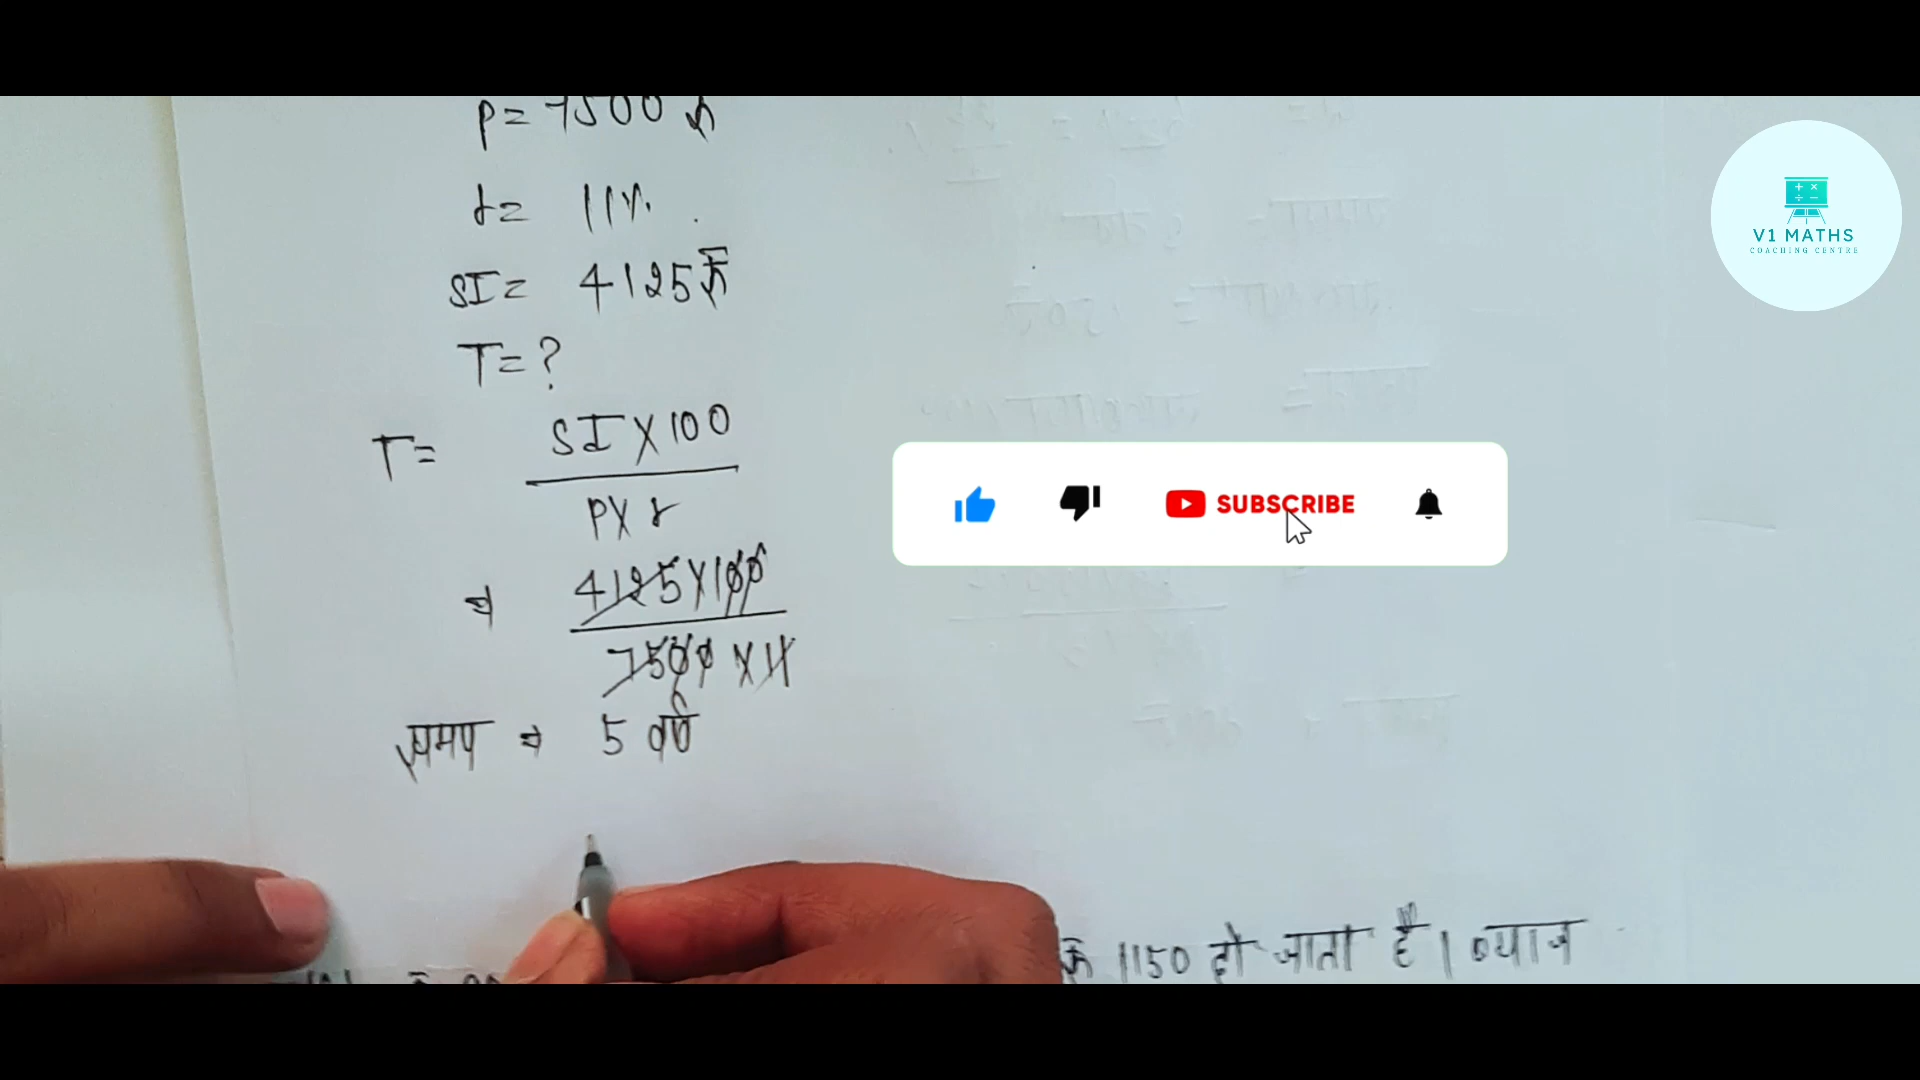 P = 7500 रु
r = 11%.
SI = 4125 रु
T = ?
T = SI X 100
P X r
⇒ 4125 X 100
7500 X 11
समय ⇒ 5 वर्ष
रु 1150 हो जाता है। ब्याज
V1 MATHS
COACHING CENTRE
SUBSCRIBE